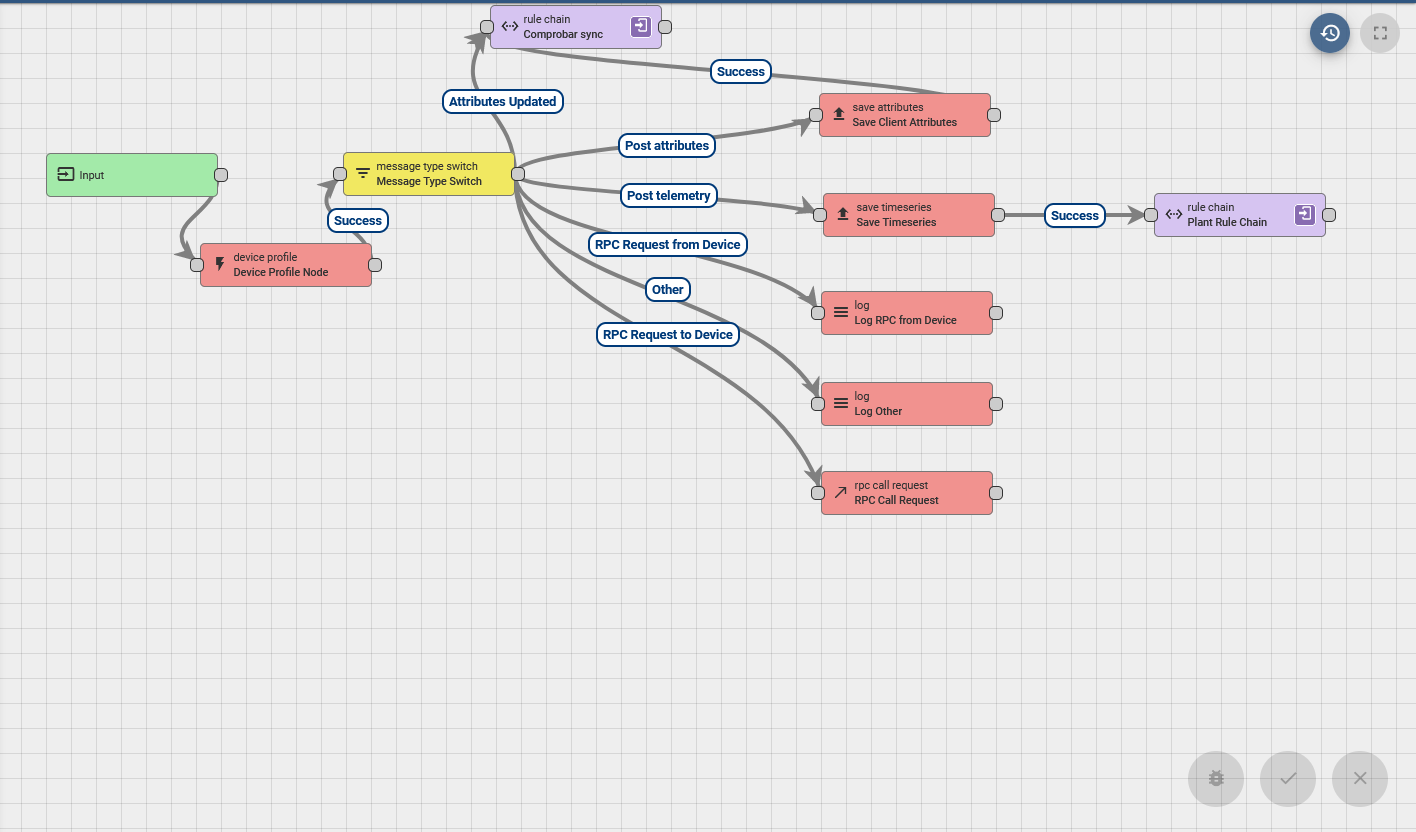 rule chain
Comprobar sync
Success
Attributes Updated
save attributes
Save Client Attributes
Post attributes
Input
message type switch
Message Type Switch
Post telemetry
save timeseries
Save Timeseries
Success
rule chain
Plant Rule Chain
Success
device profile
Device Profile Node
RPC Request from Device
Other
log
Log RPC from Device
RPC Request to Device
log
Log Other
rpc call request
RPC Call Request